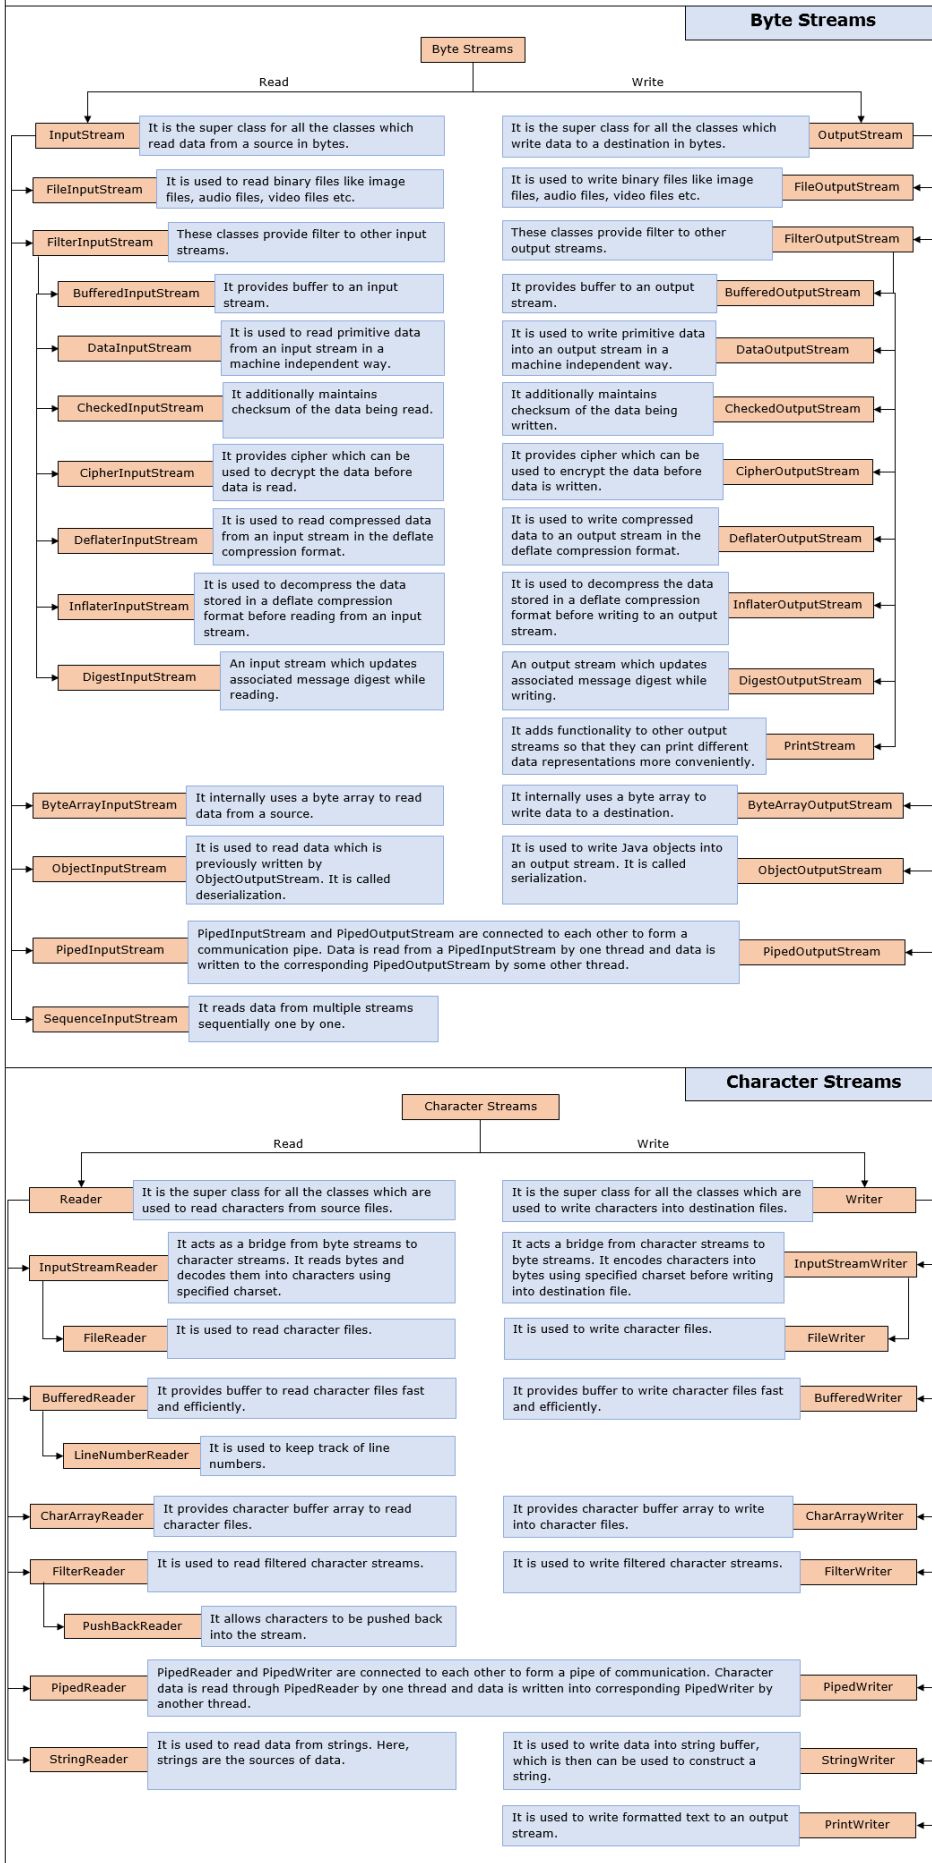 Byte Streams
Byte Streams
Read
Write
InputStream
It is the super class for all the classes which
read data from a source in bytes.
It is the super class for all the classes which
write data to a destination in bytes.
OutputStream
FileInputStream
It is used to read binary files like image
files, audio files, video files etc.
It is used to write binary files like image
files, audio files, video files etc.
FileOutputStream
FilterInputStream
These classes provide filter to other input
streams.
These classes provide filter to other
output streams.
FilterOutputStream
BufferedInputStream
It provides buffer to an input
stream.
It provides buffer to an output
stream.
BufferedOutputStream
DataInputStream
It is used to read primitive data
from an input stream in a
machine independent way.
It is used to write primitive data
into an output stream in a
machine independent way.
DataOutputStream
CheckedInputStream
It additionally maintains
checksum of the data being read.
It additionally maintains
checksum of the data being
written.
CheckedOutputStream
CipherInputStream
It provides cipher which can be
used to decrypt the data before
data is read.
It provides cipher which can be
used to encrypt the data before
data is written.
CipherOutputStream
DeflaterInputStream
It is used to read compressed data
from an input stream in the deflate
compression format.
It is used to write compressed
data to an output stream in the
deflate compression format.
DeflaterOutputStream
InflaterInputStream
It is used to decompress the data
stored in a deflate compression
format before reading from an input
stream.
It is used to decompress the data
stored in a deflate compression
format before writing to an output
stream.
InflaterOutputStream
DigestInputStream
An input stream which updates
associated message digest while
reading.
An output stream which updates
associated message digest while
writing.
DigestOutputStream
It adds functionality to other output
streams so that they can print different
data representations more conveniently.
PrintStream
ByteArrayInputStream
It internally uses a byte array to read
data from a source.
It internally uses a byte array to
write data to a destination.
ByteArrayOutputStream
ObjectInputStream
It is used to read data which is
previously written by
ObjectOutputStream. It is called
deserialization.
It is used to write Java objects into
an output stream. It is called
serialization.
ObjectOutputStream
PipedInputStream
PipedInputStream and PipedOutputStream are connected to each other to form a
communication pipe. Data is read from a PipedInputStream by one thread and data is
written to the corresponding PipedOutputStream by some other thread.
PipedOutputStream
SequenceInputStream
It reads data from multiple streams
sequentially one by one.
Character Streams
Character Streams
Read
Write
Reader
It is the super class for all the classes which are
used to read characters from source files.
It is the super class for all the classes which are
used to write characters into destination files.
Writer
InputStreamReader
It acts as a bridge from byte streams to
character streams. It reads bytes and
decodes them into characters using
specified charset.
It acts a bridge from character streams to
byte streams. It encodes characters into
bytes using specified charset before writing
into destination file.
InputStreamWriter
FileReader
It is used to read character files.
It is used to write character files.
FileWriter
BufferedReader
It provides buffer to read character files fast
and efficiently.
It provides buffer to write character files fast
and efficiently.
BufferedWriter
LineNumberReader
It is used to keep track of line
numbers.
CharArrayReader
It provides character buffer array to read
character files.
It provides character buffer array to write
into character files.
CharArrayWriter
FilterReader
It is used to read filtered character streams.
It is used to write filtered character streams.
FilterWriter
PushBackReader
It allows characters to be pushed back
into the stream.
PipedReader
PipedReader and PipedWriter are connected to each other to form a pipe of communication. Character
data is read through PipedReader by one thread and data is written into corresponding PipedWriter by
another thread.
PipedWriter
StringReader
It is used to read data from strings. Here,
strings are the sources of data.
It is used to write data into string buffer,
which is then can be used to construct a
string.
StringWriter
It is used to write formatted text to an output
stream.
PrintWriter